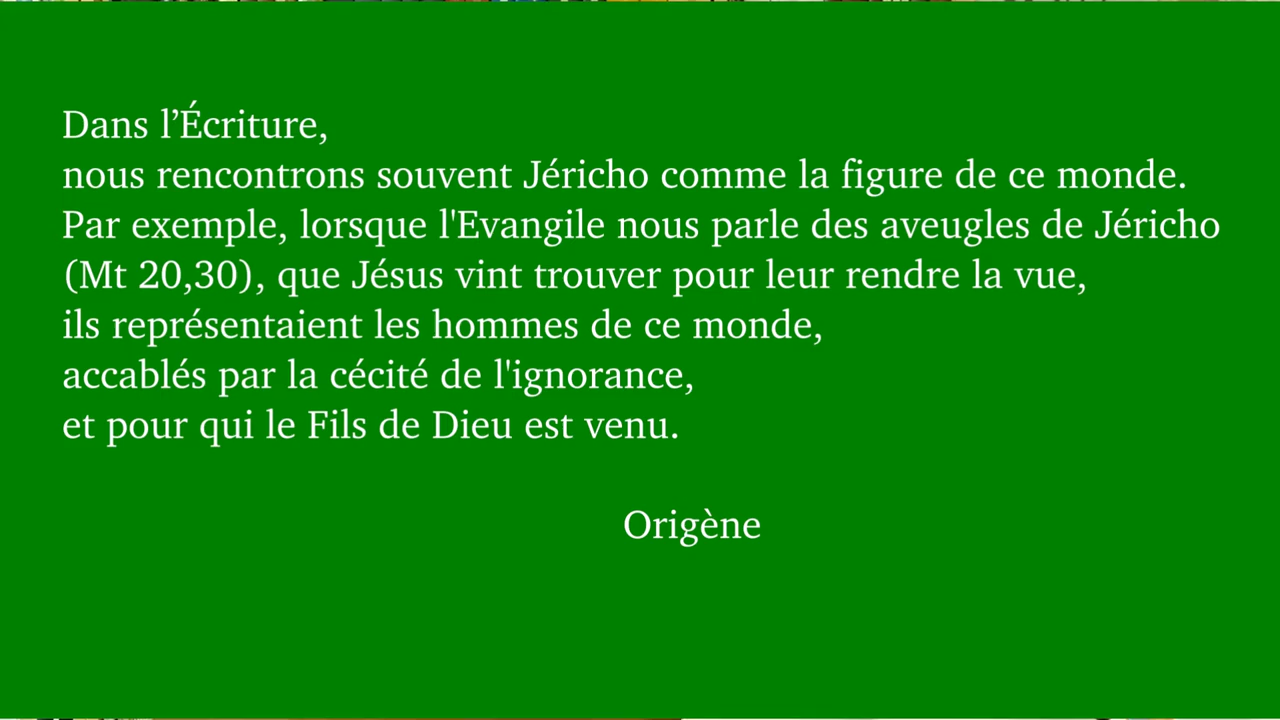 Dans l’Écriture,
nous rencontrons souvent Jéricho comme la figure de ce monde.
Par exemple, lorsque l'Evangile nous parle des aveugles de Jéricho
(Mt 20,30), que Jésus vint trouver pour leur rendre la vue,
ils représentaient les hommes de ce monde,
accablés par la cécité de l'ignorance,
et pour qui le Fils de Dieu est venu.
Origène